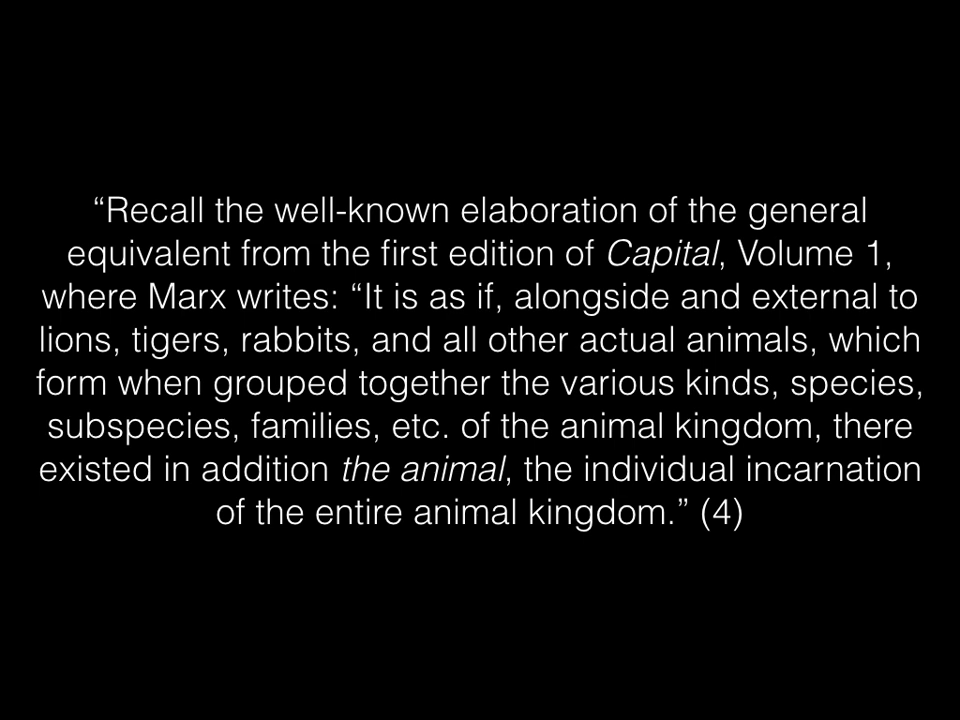 “Recall the well-known elaboration of the general
equivalent from the first edition of Capital, Volume 1,
where Marx writes: “It is as if, alongside and external to
lions, tigers, rabbits, and all other actual animals, which
form when grouped together the various kinds, species,
subspecies, families, etc. of the animal kingdom, there
existed in addition the animal, the individual incarnation
of the entire animal kingdom.” (4)